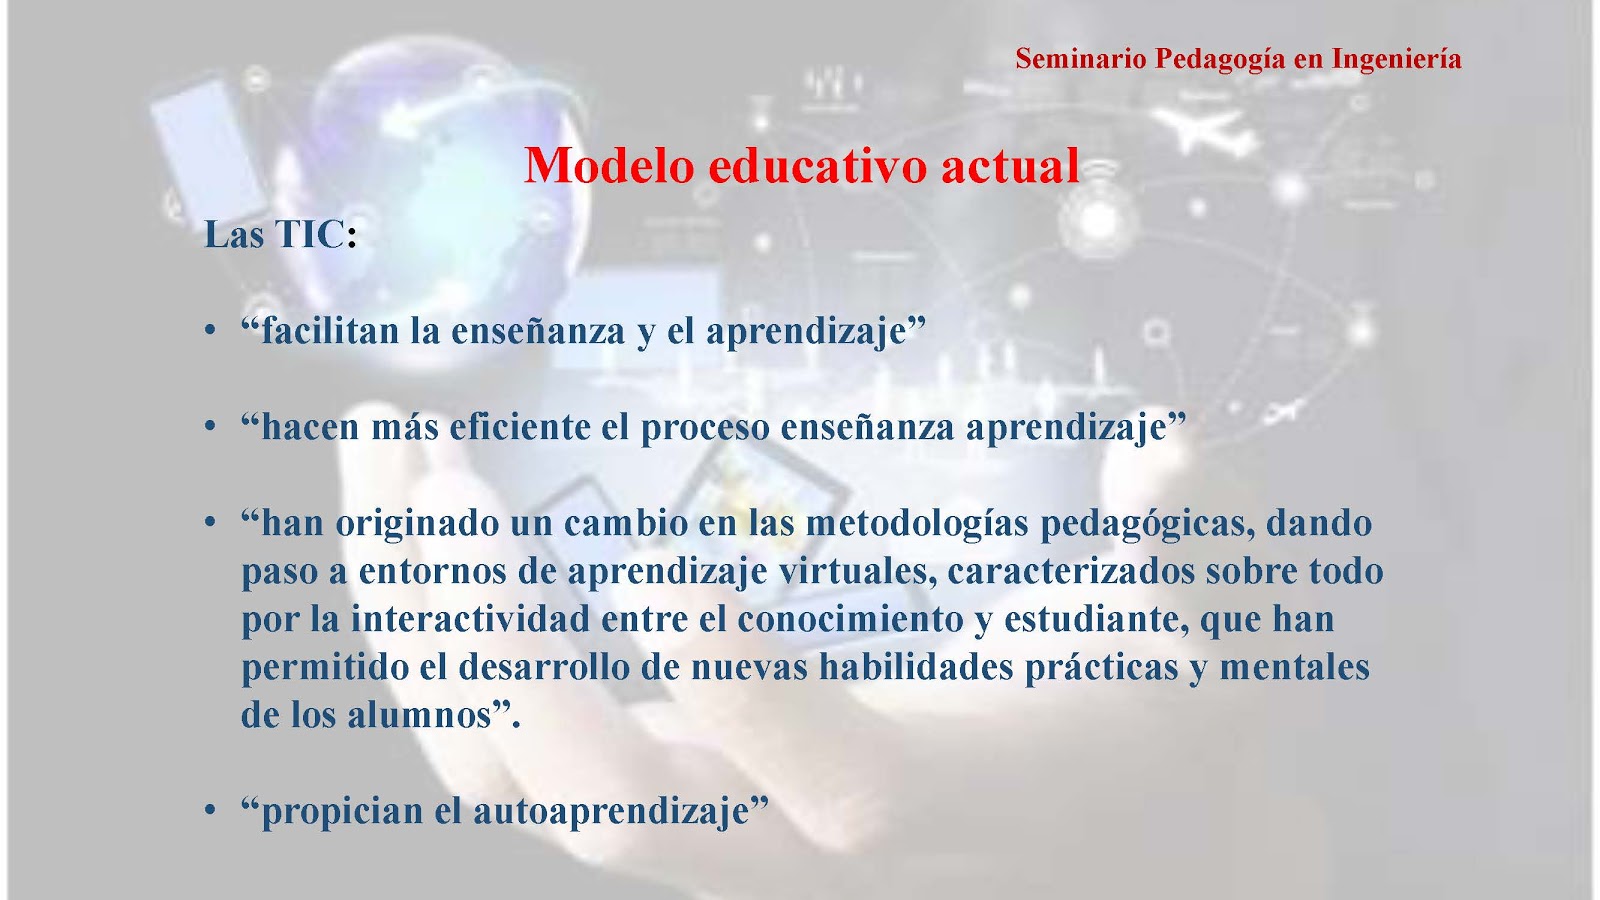 Seminario Pedagogía en Ingeniería
Modelo educativo actual
Las TIC:
• “facilitan la enseñanza y el aprendizaje”
• “hacen más eficiente el proceso enseñanza aprendizaje”
• “han originado un cambio en las metodologías pedagógicas, dando
paso a entornos de aprendizaje virtuales, caracterizados sobre todo
por la interactividad entre el conocimiento y estudiante, que han
permitido el desarrollo de nuevas habilidades prácticas y mentales
de los alumnos”.
• “propician el autoaprendizaje”